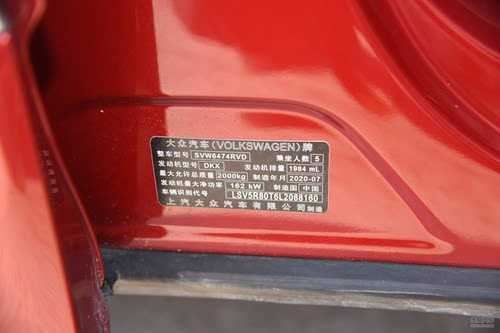 大众汽车(VOLKSWAGEN)牌
整车型号 SVW6474RVD 乘坐人数 5
发动机型号 DKX 发动机排量 1984 mL
最大允许总质量 2000kg 制造年月 2020-07
发动机最大净功率 162 kW 制造国 中国
车辆识别代号 LSV5R80T6L2088160
上汽大众汽车有限公司制造